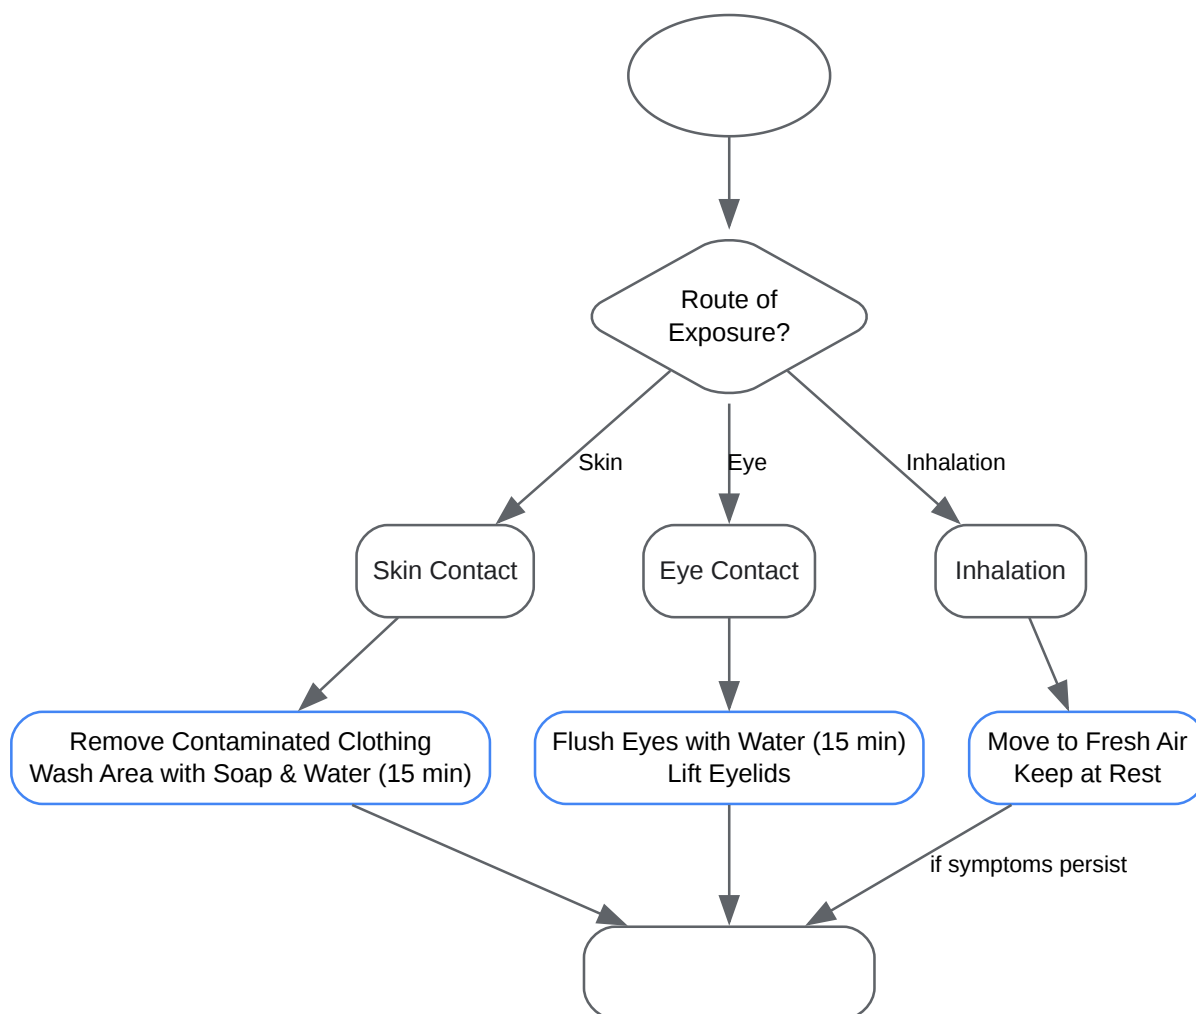 Route of
Exposure?
Skin
Eye
Inhalation
Skin Contact
Eye Contact
Inhalation
Remove Contaminated Clothing
Wash Area with Soap & Water (15 min)
Flush Eyes with Water (15 min)
Lift Eyelids
Move to Fresh Air
Keep at Rest
if symptoms persist